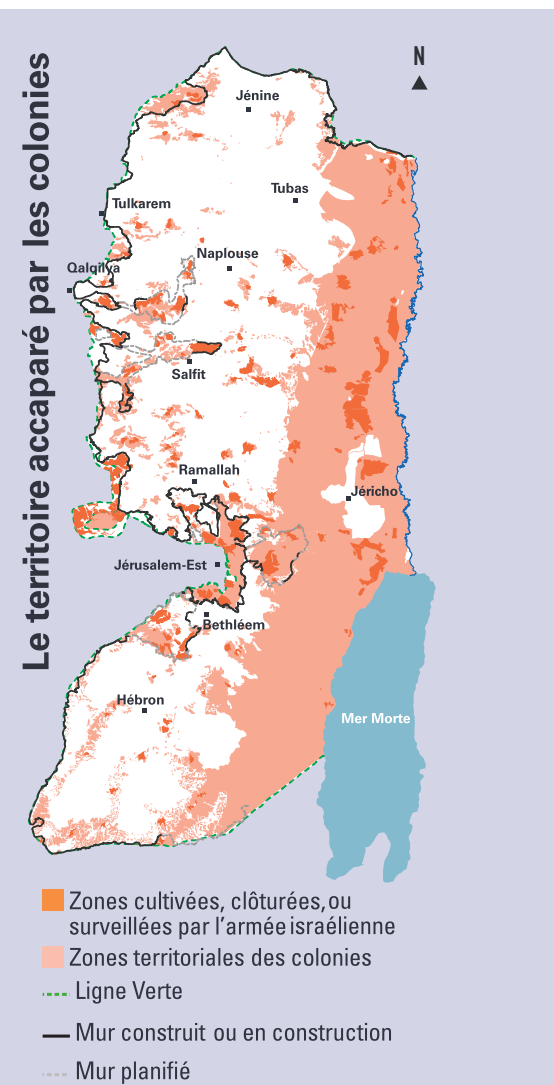 Le territoire accaparé par les colonies
N
Jénine
Tubas
Tulkarem
Naplouse
Qalqilya
Salfit
Ramallah
Jéricho
Jérusalem-Est
Bethléem
Hébron
Mer Morte
Zones cultivées, clôturées, ou
surveillées par l'armée israélienne
Zones territoriales des colonies
Ligne Verte
Mur construit ou en construction
Mur planifié